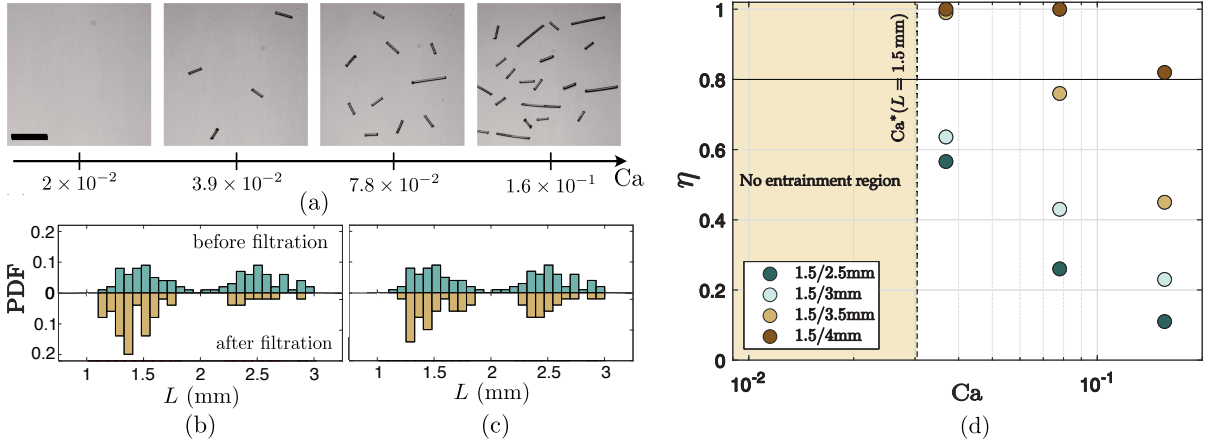 2 × 10⁻²
3.9 × 10⁻²
7.8 × 10⁻²
1.6 × 10⁻¹
Ca
(a)
PDF
0.2
0.1
0
0.1
0.2
before filtration
after filtration
1
1.5
2
2.5
3
L (mm)
(b)
1
1.5
2
2.5
3
L (mm)
(c)
η
1
0.8
0.6
0.4
0.2
0
No entrainment region
Ca*(L = 1.5 mm)
1.5/2.5mm
1.5/3mm
1.5/3.5mm
1.5/4mm
10⁻²
10⁻¹
Ca
(d)